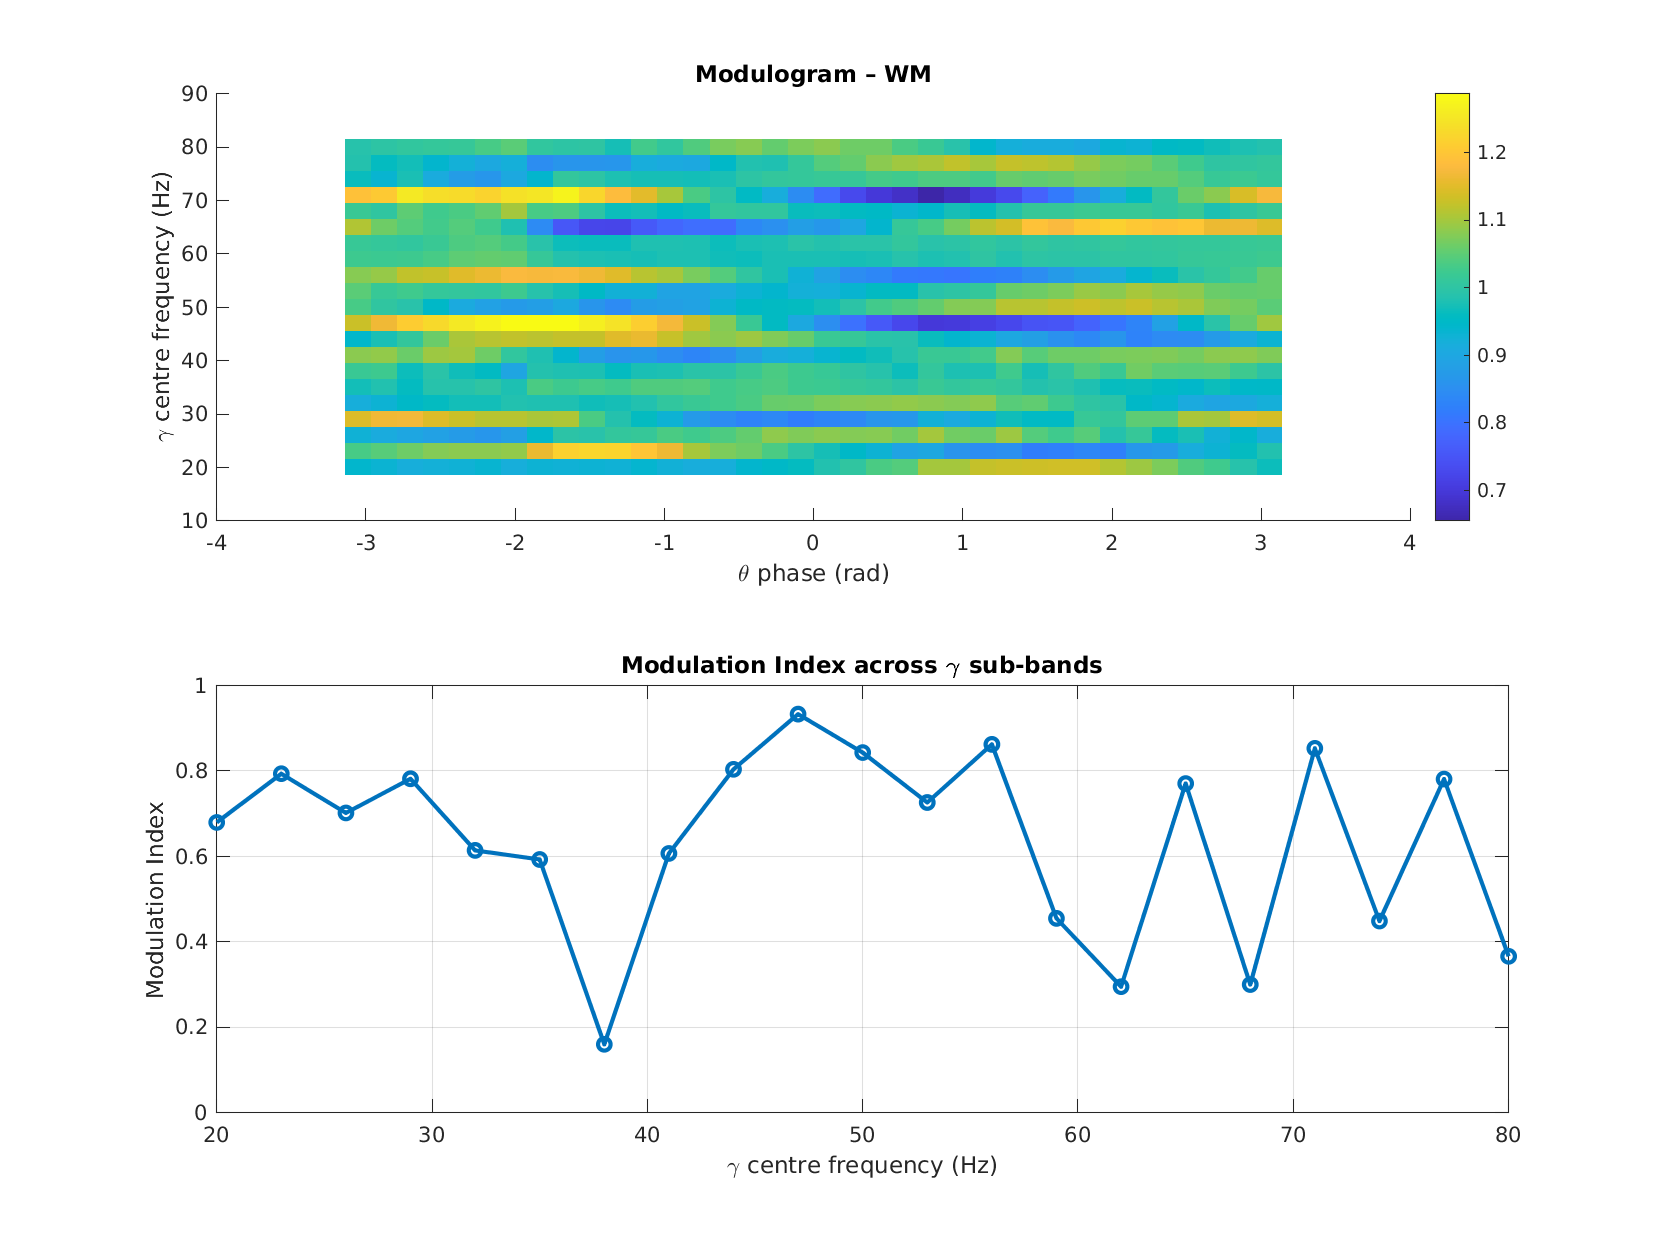 Modulogram – WM
90
80
70
60
50
40
30
20
10
γ centre frequency (Hz)
-4 -3 -2 -1 0 1 2 3 4
θ phase (rad)
1.2
1.1
1
0.9
0.8
0.7
Modulation Index across γ sub-bands
1
0.8
0.6
0.4
0.2
0
Modulation Index
20 30 40 50 60 70 80
γ centre frequency (Hz)